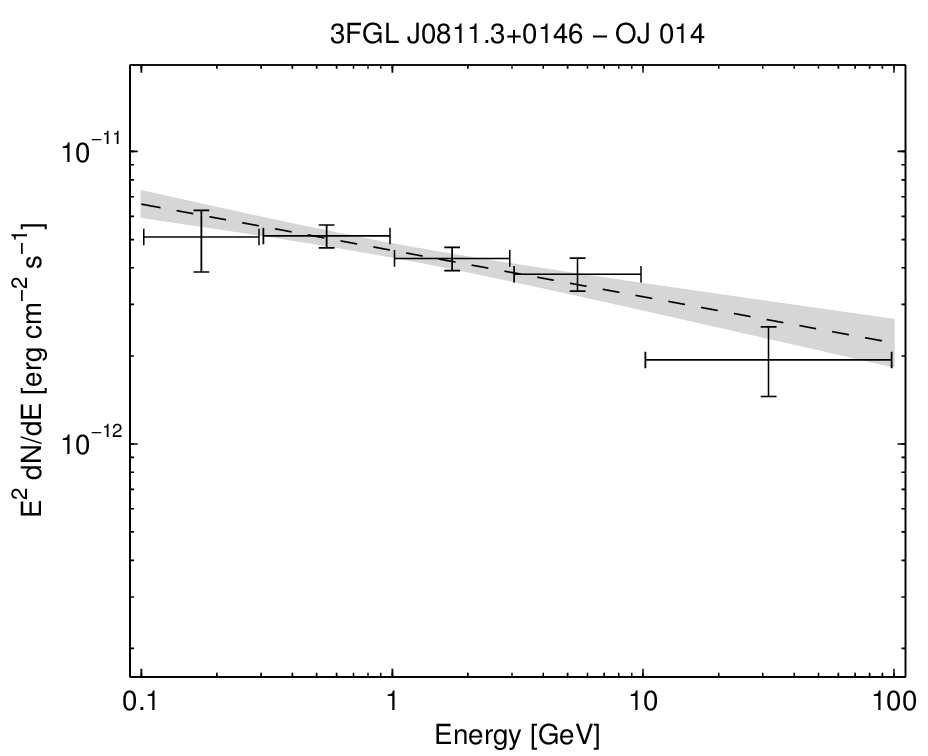 3FGL J0811.3+0146 − OJ 014
10⁻¹¹
10⁻¹²
E² dN/dE [erg cm⁻² s⁻¹]
0.1 1 10 100
Energy [GeV]